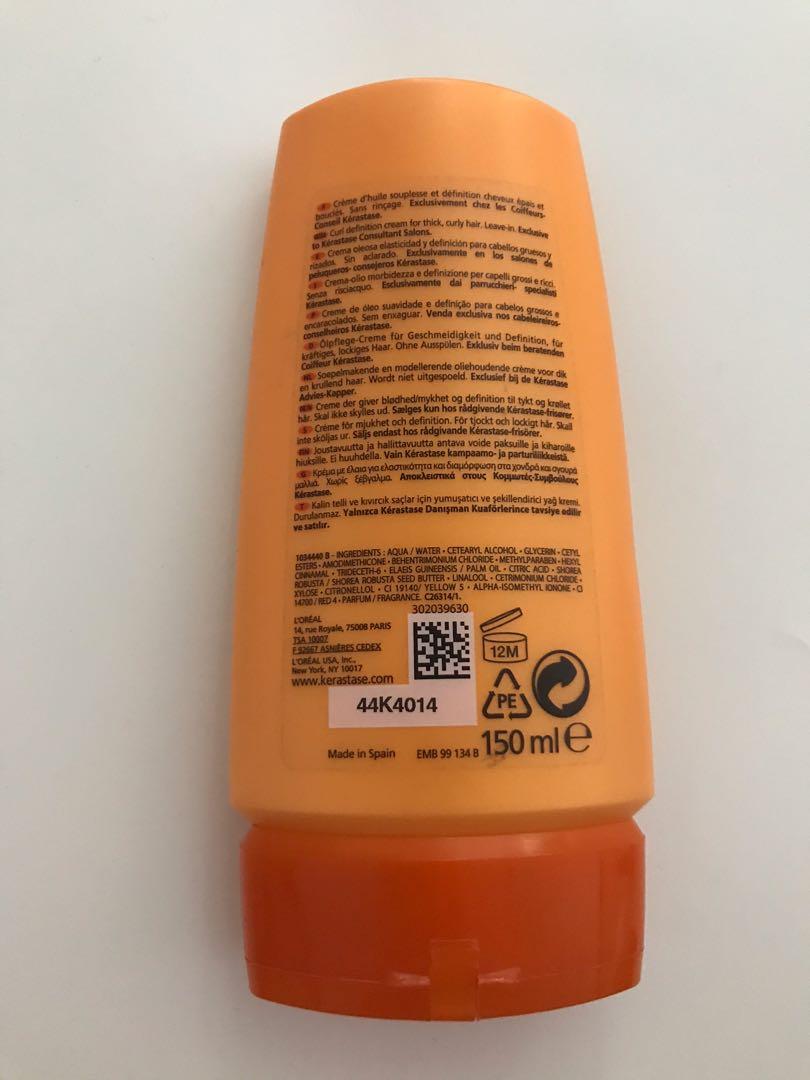 F Crème d'huile souplesse et définition cheveux épais et
bouclés. Sans rinçage. Exclusivement chez les Coiffeurs-
Conseil Kérastase.
Curl definition cream for thick, curly hair. Leave-in. Exclusive
to Kérastase Consultant Salons.
E Crema oleosa elasticidad y definición para cabellos gruesos y
rizados. Sin aclarado. Exclusivamente en los salones de
peluqueros- consejeros Kérastase.
I Crema-olio morbidezza e definizione per capelli grossi e ricci.
Senza risciacquo. Esclusivamente dai parrucchieri- specialisti
Kérastase.
P Creme de óleo suavidade e definição para cabelos grossos e
encaracolados. Sem enxaguar. Venda exclusiva nos cabeleireiros-
conselheiros Kérastase.
D Ölpflege-Creme für Geschmeidigkeit und Definition, für
kräftiges, lockiges Haar. Ohne Ausspülen. Exklusiv beim beratenden
Coiffeur Kérastase.
NL Soepelmakende en modellerende oliehoudende crème voor dik
en krullend haar. Wordt niet uitgespoeld. Exclusief bij de Kérastase
Advies-Kapper.
Creme der giver blødhed/mykhet og definition til tykt og krøllet
hår. Skal ikke skylles ud. Sælges kun hos rådgivende Kérastase-frisører.
S Crème för mjukhet och definition. För tjockt och lockigt hår. Skall
inte sköljas ur. Säljs endast hos rådgivande Kérastase-frisörer.
FIN Joustavuutta ja hallittavuutta antava voide paksuille ja kiharoille
hiuksille. Ei huuhdella. Vain Kérastase kampaamo- ja parturiliikkeistä.
G Κρέμα με έλαια για ελαστικότητα και διαμόρφωση στα χονδρά και σγουρά
μαλλιά. Χωρίς ξέβγαλμα. Αποκλειστικά στους Κομμωτές-Συμβούλους
Kérastase.
T Kalin telli ve kıvırcık saçlar için yumuşatıcı ve şekillendirici yağ kremi.
Durulanmaz. Yalnızca Kérastase Danışman Kuaförlerince tavsiye edilir
ve satılır.
1034440 B - INGREDIENTS : AQUA / WATER • CETEARYL ALCOHOL • GLYCERIN • CETYL
ESTERS • AMODIMETHICONE • BEHENTRIMONIUM CHLORIDE • METHYLPARABEN • HEXYL
CINNAMAL • TRIDECETH-6 • ELAEIS GUINEENSIS / PALM OIL • CITRIC ACID • SHOREA
ROBUSTA / SHOREA ROBUSTA SEED BUTTER • LINALOOL • CETRIMONIUM CHLORIDE •
XYLOSE • CITRONELLOL • CI 19140/ YELLOW 5 • ALPHA-ISOMETHYL IONONE • CI
14700 / RED 4 • PARFUM / FRAGRANCE. C26314/1.
302039630
L'ORÉAL
14, rue Royale, 75008 PARIS
TSA 10007
F 92667 ASNIÈRES CEDEX
L'ORÉAL USA, Inc.,
New York, NY 10017
www.kerastase.com
44K4014
12M
PE
150 ml e
Made in Spain EMB 99 134 B